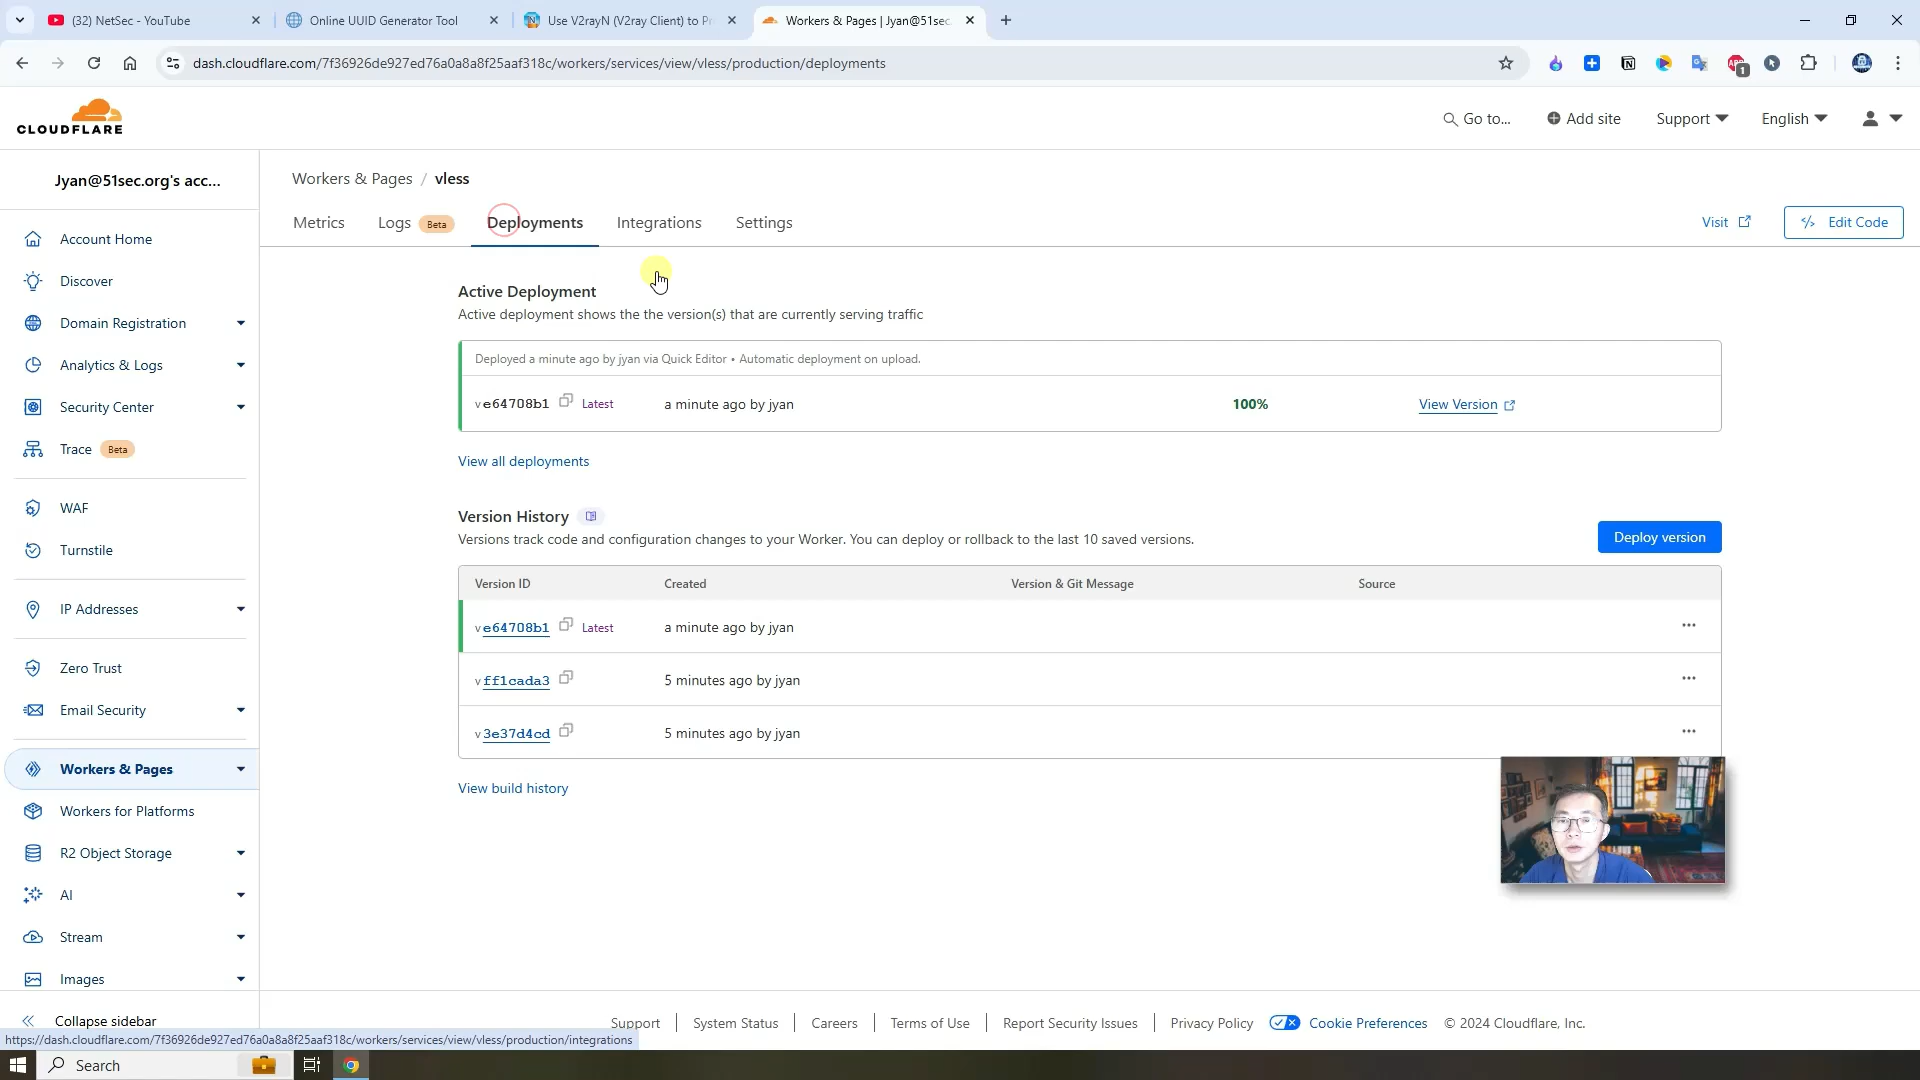 (32) NetSec - YouTube
Online UUID Generator Tool
Use V2rayN (V2ray Client) to Pr
Workers & Pages | Jyan@51sec.
dash.cloudflare.com/7f36926de927ed76a0a8a8f25aaf318c/workers/services/view/vless/production/deployments
1
CLOUDFLARE
Go to...
Add site
Support
English
Jyan@51sec.org's acc...
Workers & Pages / vless
Metrics
Logs Beta
Deployments
Integrations
Settings
Visit
Edit Code
Account Home
Discover
Domain Registration
Analytics & Logs
Security Center
Trace Beta
WAF
Turnstile
IP Addresses
Zero Trust
Email Security
Workers & Pages
Workers for Platforms
R2 Object Storage
AI
Stream
Images
Collapse sidebar
Active Deployment
Active deployment shows the the version(s) that are currently serving traffic
Deployed a minute ago by jyan via Quick Editor • Automatic deployment on upload.
v e64708b1 Latest a minute ago by jyan 100% View Version
View all deployments
Version History
Versions track code and configuration changes to your Worker. You can deploy or rollback to the last 10 saved versions.
Deploy version
Version ID Created Version & Git Message Source
v e64708b1 Latest a minute ago by jyan
v ff1cada3 5 minutes ago by jyan
v 3e37d4cd 5 minutes ago by jyan
View build history
Support System Status Careers Terms of Use Report Security Issues Privacy Policy Cookie Preferences © 2024 Cloudflare, Inc.
https://dash.cloudflare.com/7f36926de927ed76a0a8a8f25aaf318c/workers/services/view/vless/production/integrations
Search